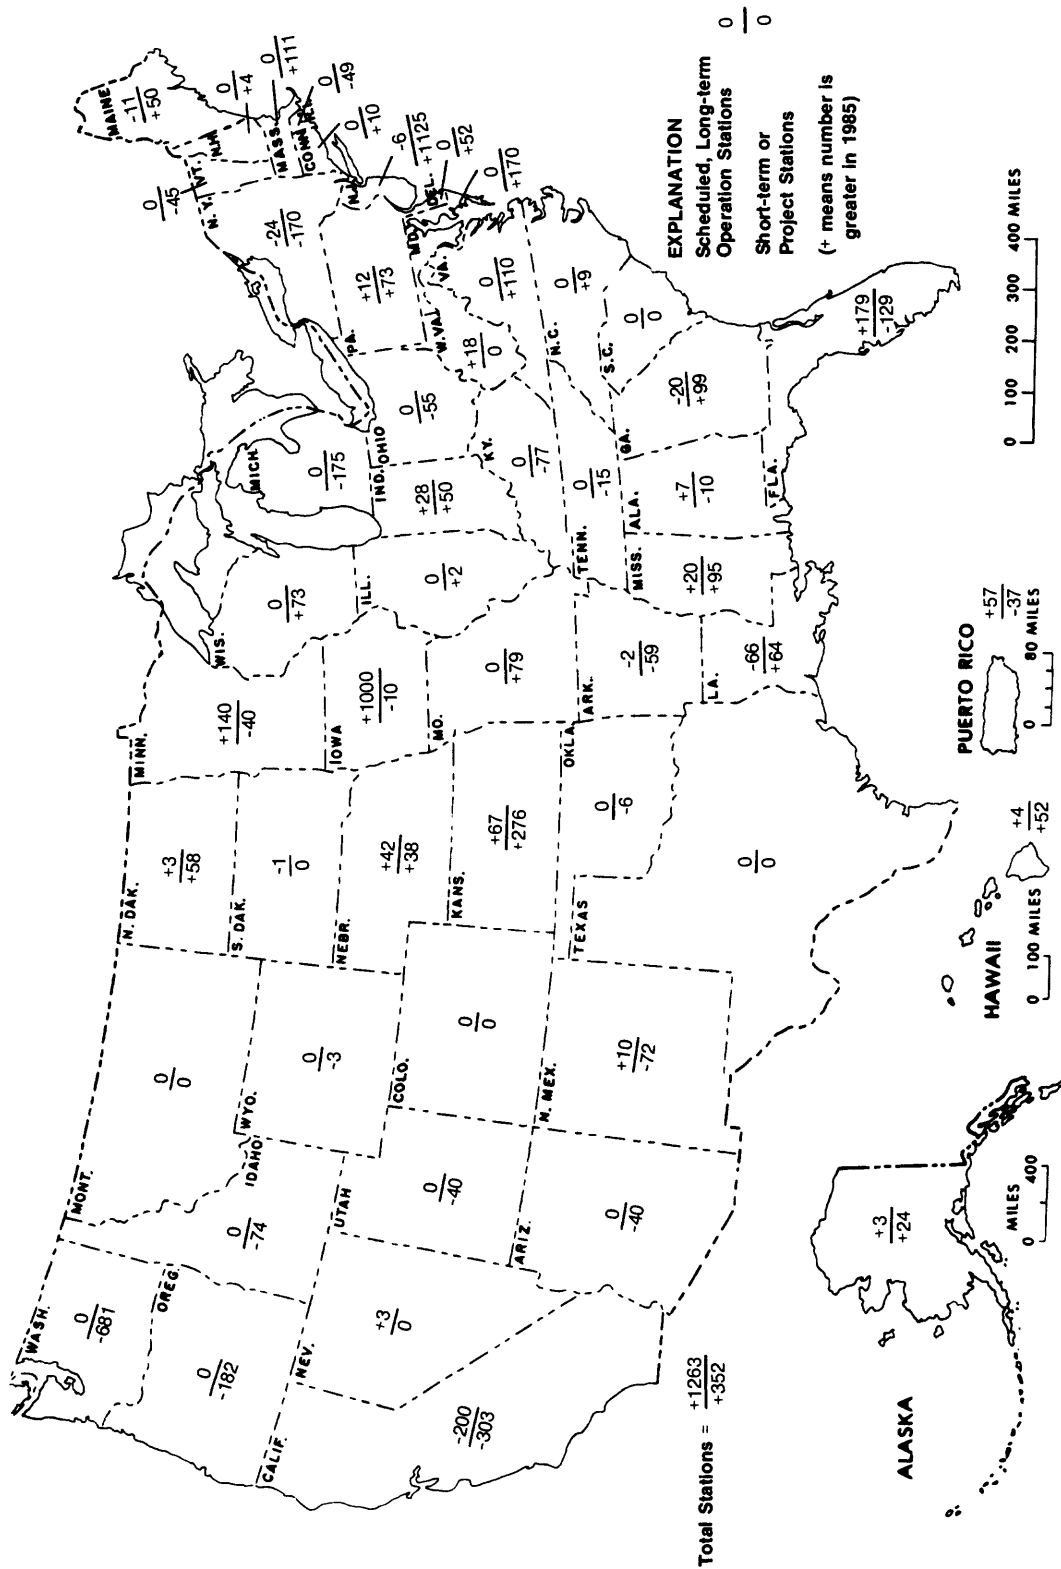 WASH.
0
-681
OREG.
0
-182
CALIF.
-200
-303
NEV.
+3
0
IDAHO
0
-74
MONT.
0
0
WYO.
0
-3
UTAH
0
-40
COLO.
0
0
ARIZ.
0
-40
N. MEX.
+10
-72
N. DAK.
+3
+58
S. DAK.
-1
0
NEBR.
+42
+38
KANS.
+67
+276
OKLA.
0
-6
TEXAS
0
0
MINN.
+140
-40
IOWA
+1000
-10
MO.
0
+79
ARK.
-2
-59
LA.
-66
+64
WIS.
0
+73
ILL.
0
+2
MICH.
0
-175
IND.
+28
+50
OHIO
0
-55
KY.
0
-77
TENN.
0
-15
MISS.
+20
+95
ALA.
+7
-10
GA.
-20
+99
FLA.
+179
-129
S.C.
0
0
N.C.
0
+9
VA.
0
+110
W.VA.
+18
0
PA.
+12
+73
N.Y.
-24
-170
VT.
0
-45
N.H.
0
+4
MAINE
-11
+50
MASS.
0
+111
0
-49
CONN.
0
+10
N.J.
-6
+1125
DEL.
0
+52
MD.
0
+170
EXPLANATION
Scheduled, Long-term
Operation Stations
0
Short-term or
Project Stations
0
(+ means number is
greater in 1985)
0 100 200 300 400 MILES
Total Stations = +1263
+352
ALASKA
+3
+24
MILES
0 400
HAWAII
+4
+52
0 100 MILES
PUERTO RICO
+57
-37
0 80 MILES